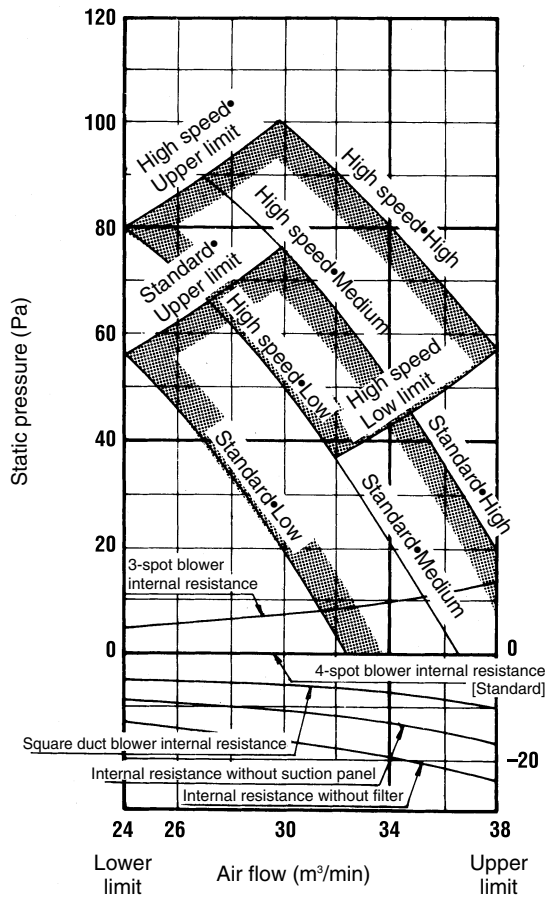 120
100
80
60
40
20
0
Static pressure (Pa)
High speed•
Upper limit
High speed•High
High speed•Medium
Standard•
Upper limit
High speed•Low
High speed
Low limit
Standard•High
Standard•Low
Standard•Medium
3-spot blower
internal resistance
0
4-spot blower internal resistance
[Standard]
Square duct blower internal resistance
−20
Internal resistance without suction panel
Internal resistance without filter
24 26 30 34 38
Lower
limit
Air flow (m³/min)
Upper
limit